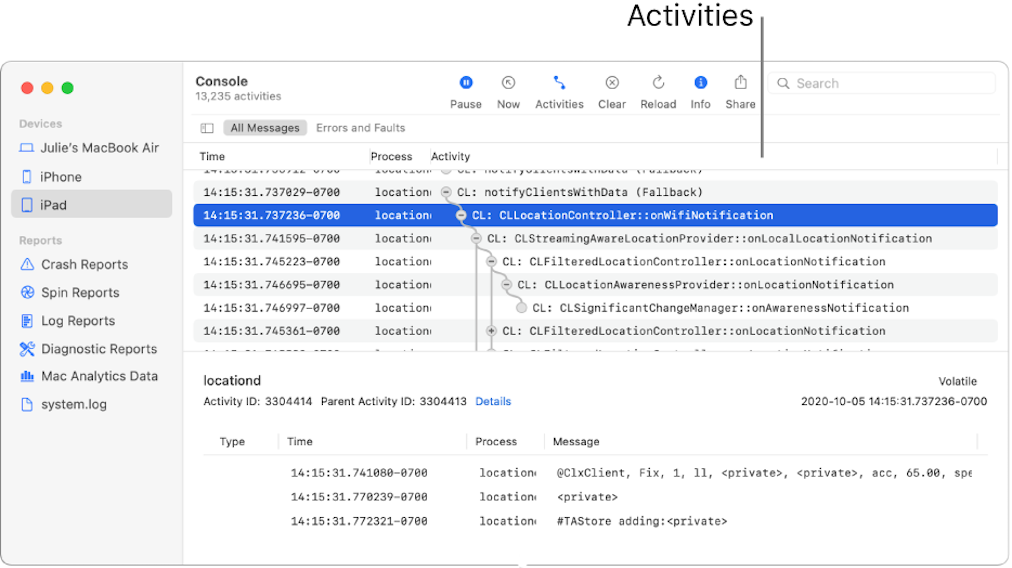 Activities
Console
13,235 activities
Pause Now Activities Clear Reload Info Share
Search
Devices
Julie's MacBook Air
iPhone
iPad
Reports
Crash Reports
Spin Reports
Log Reports
Diagnostic Reports
Mac Analytics Data
system.log
All Messages Errors and Faults
Time Process Activity
CL: notifyClientsWithData (Fallback)
14:15:31.737029-0700 location CL: notifyClientsWithData (Fallback)
14:15:31.737236-0700 location CL: CLLocationController::onWifiNotification
14:15:31.741595-0700 location CL: CLStreamingAwareLocationProvider::onLocalLocationNotification
14:15:31.745223-0700 location CL: CLFilteredLocationController::onLocationNotification
14:15:31.746695-0700 location CL: CLLocationAwarenessProvider::onLocationNotification
14:15:31.746997-0700 location CL: CLSignificantChangeManager::onAwarenessNotification
14:15:31.745361-0700 location CL: CLFilteredLocationController::onLocationNotification
locationd
Volatile
Activity ID: 3304414 Parent Activity ID: 3304413 Details
2020-10-05 14:15:31.737236-0700
Type Time Process Message
14:15:31.741080-0700 location @ClxClient, Fix, 1, ll, <private>, <private>, acc, 65.00, spe
14:15:31.770239-0700 location <private>
14:15:31.772321-0700 location #TAStore adding:<private>